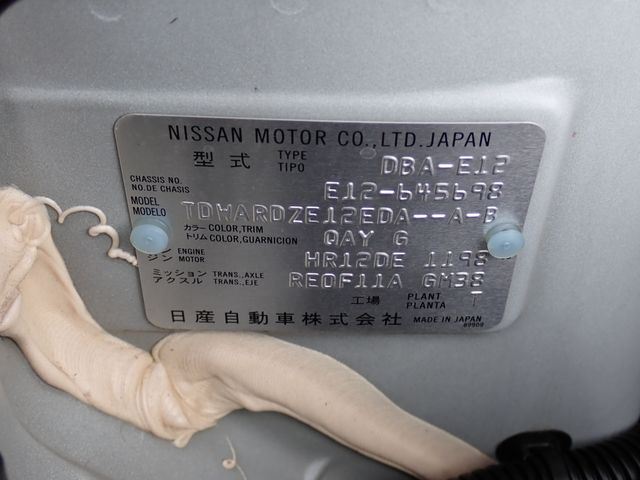 NISSAN MOTOR CO.,LTD. JAPAN
型式 TYPE TIPO DBA-E12
CHASSIS NO. NO. DE CHASIS E12-645698
MODEL MODELO TDWARDZE12EDA--A-B
カラー COLOR, TRIM トリム COLOR, GUARNICION QAY G
ジン ENGINE MOTOR HR12DE 1198
ミッション アクスル TRANS., AXLE TRANS., EJE RE0F11A GM38
工場 PLANT PLANTA T
日産自動車株式会社 MADE IN JAPAN